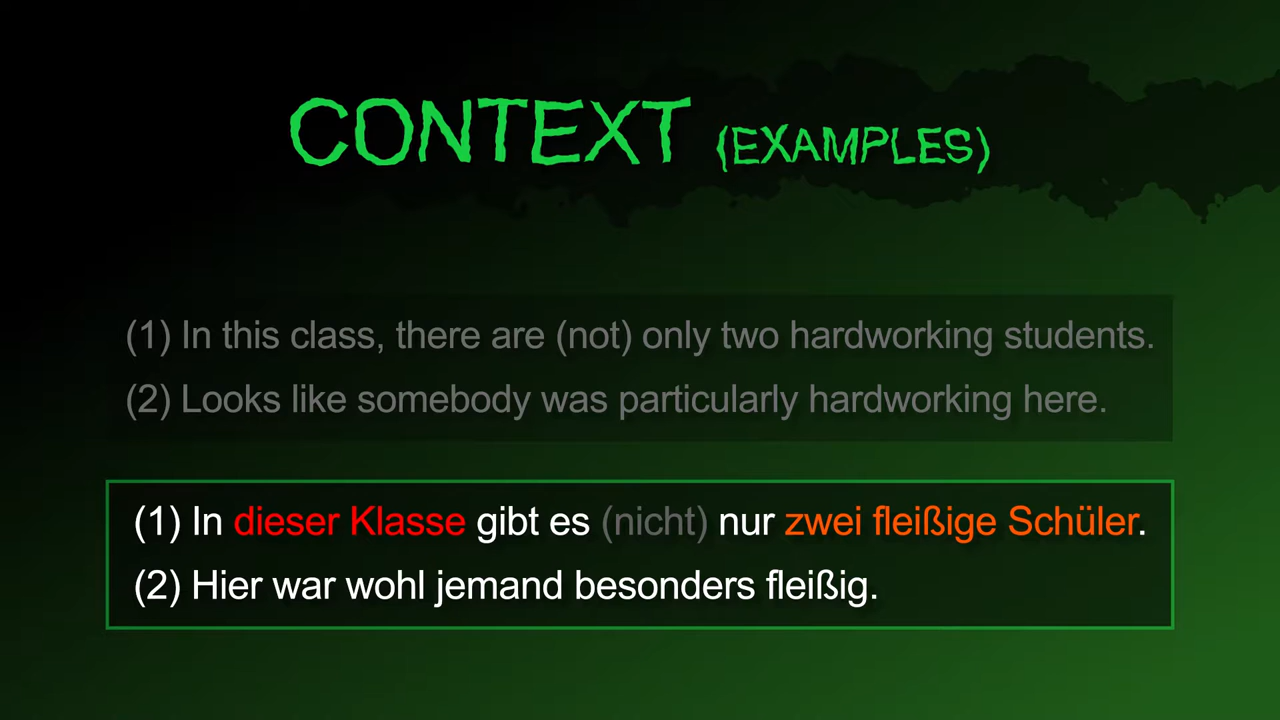 CONTEXT (EXAMPLES)
(1) In this class, there are (not) only two hardworking students.
(2) Looks like somebody was particularly hardworking here.
(1) In dieser Klasse gibt es (nicht) nur zwei fleißige Schüler.
(2) Hier war wohl jemand besonders fleißig.